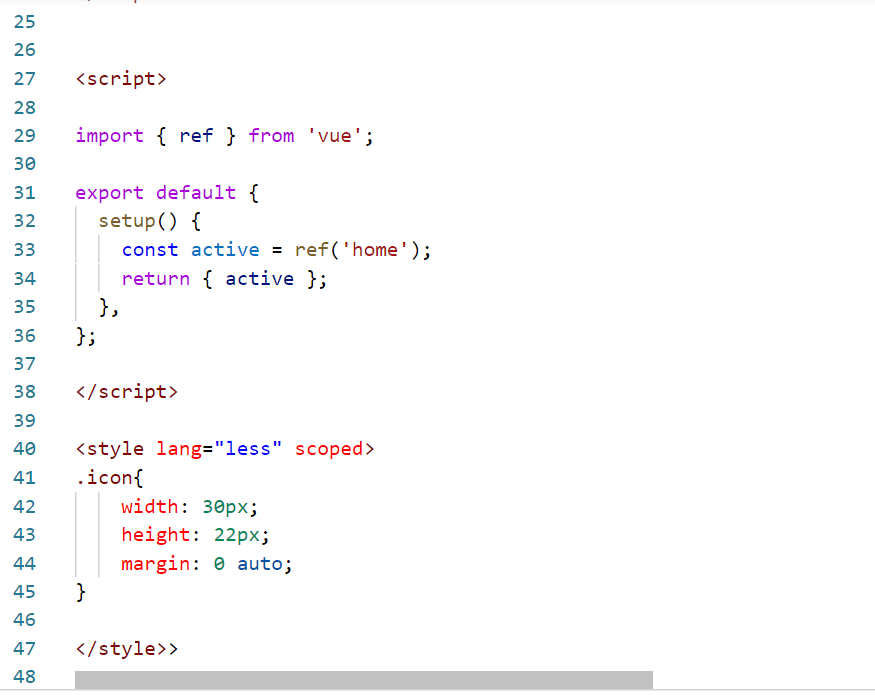 25
26
27 <script>
28
29 import { ref } from 'vue';
30
31 export default {
32   setup() {
33     const active = ref('home');
34     return { active };
35   },
36 };
37
38 </script>
39
40 <style lang="less" scoped>
41 .icon{
42     width: 30px;
43     height: 22px;
44     margin: 0 auto;
45 }
46
47 </style>>
48